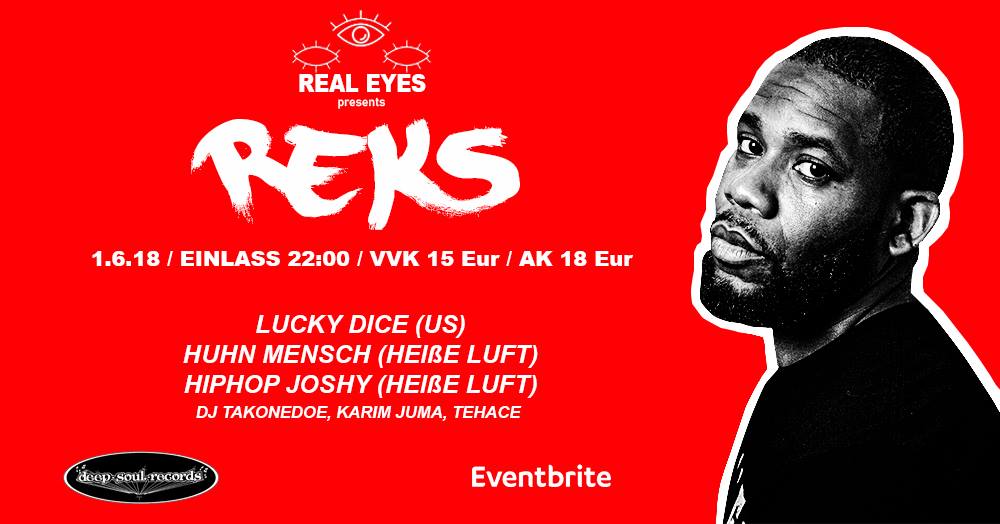 REAL EYES
presents
REKS
1.6.18 / EINLASS 22:00 / VVK 15 Eur / AK 18 Eur
LUCKY DICE (US)
HUHN MENSCH (HEIßE LUFT)
HIPHOP JOSHY (HEIßE LUFT)
DJ TAKONEDOE, KARIM JUMA, TEHACE
deep soul records
Eventbrite